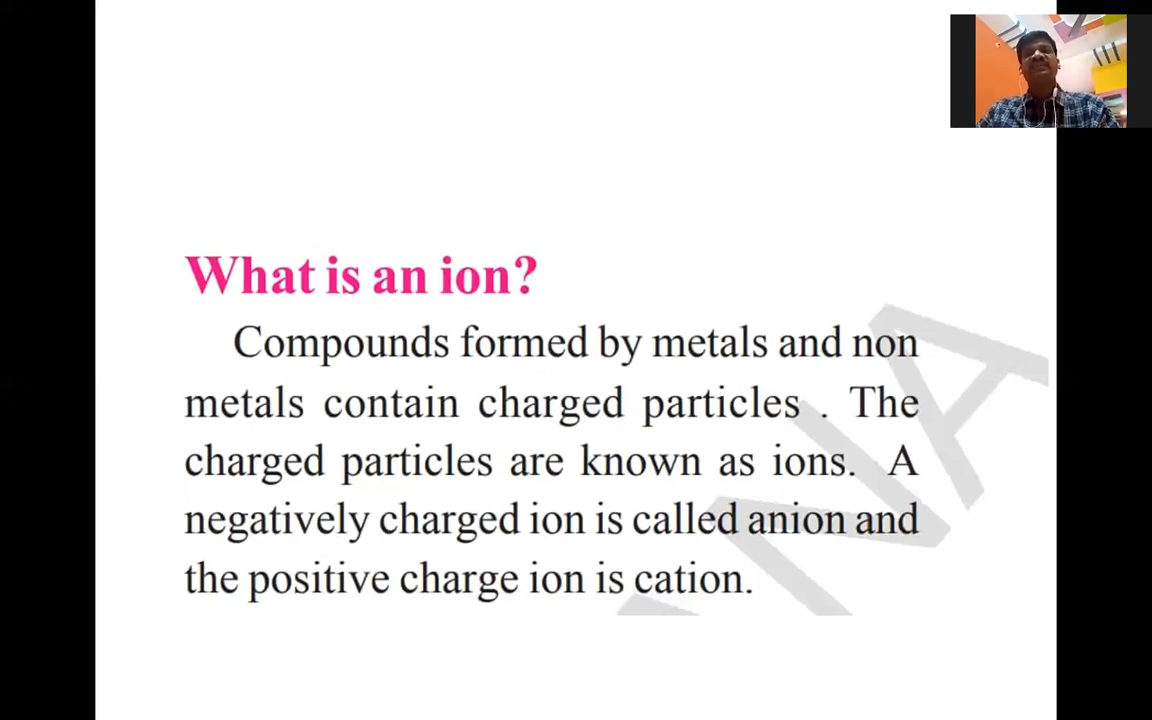 What is an ion?
Compounds formed by metals and non
metals contain charged particles . The
charged particles are known as ions. A
negatively charged ion is called anion and
the positive charge ion is cation.